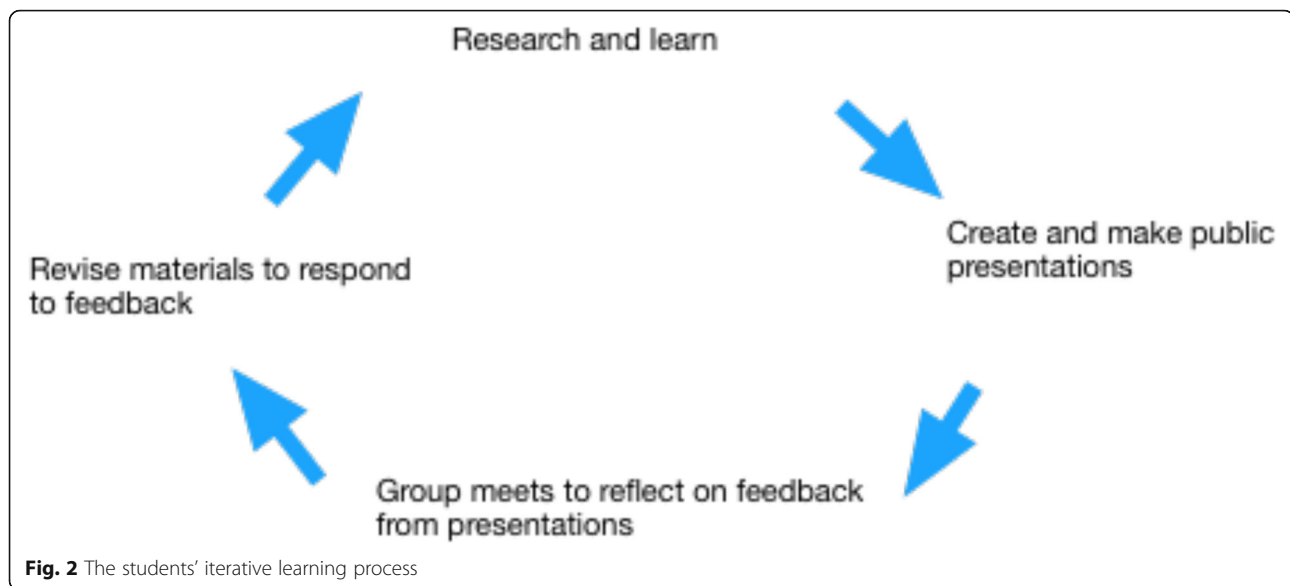 Research and learn
Create and make public
presentations
Revise materials to respond
to feedback
Group meets to reflect on feedback
from presentations
Fig. 2 The students’ iterative learning process